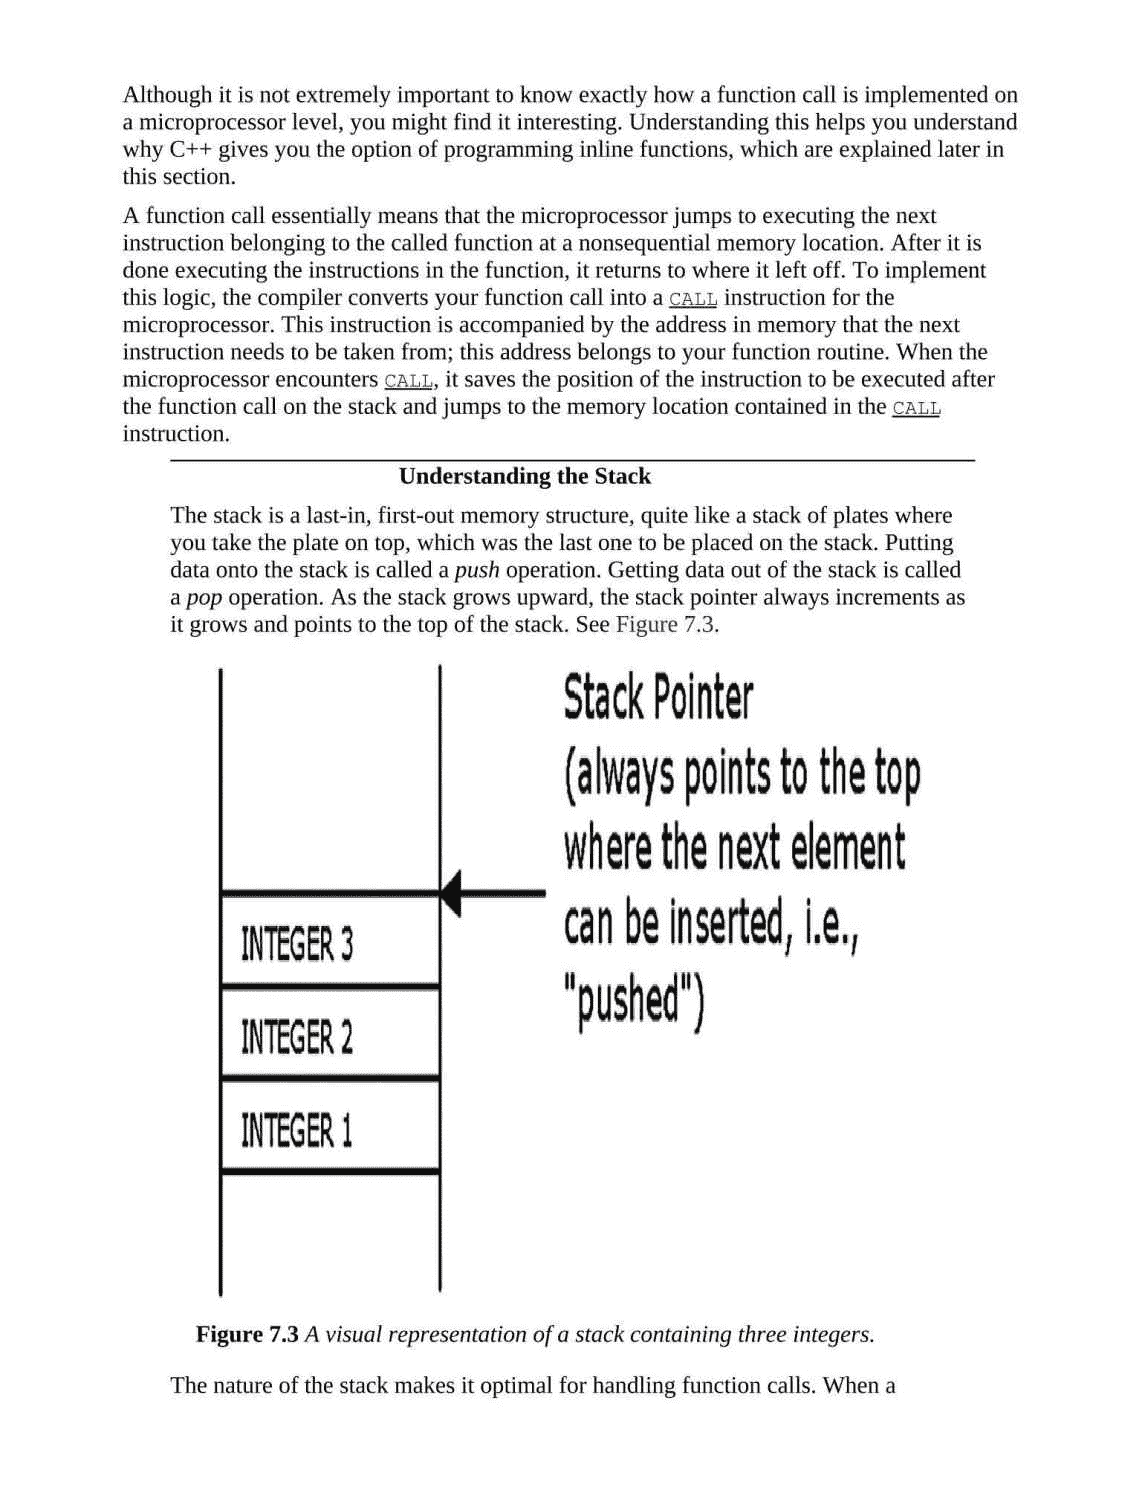 Although it is not extremely important to know exactly how a function call is implemented on
a microprocessor level, you might find it interesting. Understanding this helps you understand
why C++ gives you the option of programming inline functions, which are explained later in
this section.
A function call essentially means that the microprocessor jumps to executing the next
instruction belonging to the called function at a nonsequential memory location. After it is
done executing the instructions in the function, it returns to where it left off. To implement
this logic, the compiler converts your function call into a CALL instruction for the
microprocessor. This instruction is accompanied by the address in memory that the next
instruction needs to be taken from; this address belongs to your function routine. When the
microprocessor encounters CALL, it saves the position of the instruction to be executed after
the function call on the stack and jumps to the memory location contained in the CALL
instruction.
Understanding the Stack
The stack is a last-in, first-out memory structure, quite like a stack of plates where
you take the plate on top, which was the last one to be placed on the stack. Putting
data onto the stack is called a push operation. Getting data out of the stack is called
a pop operation. As the stack grows upward, the stack pointer always increments as
it grows and points to the top of the stack. See Figure 7.3.
Stack Pointer
(always points to the top
where the next element
can be inserted, i.e.,
"pushed")
INTEGER 3
INTEGER 2
INTEGER 1
Figure 7.3 A visual representation of a stack containing three integers.
The nature of the stack makes it optimal for handling function calls. When a